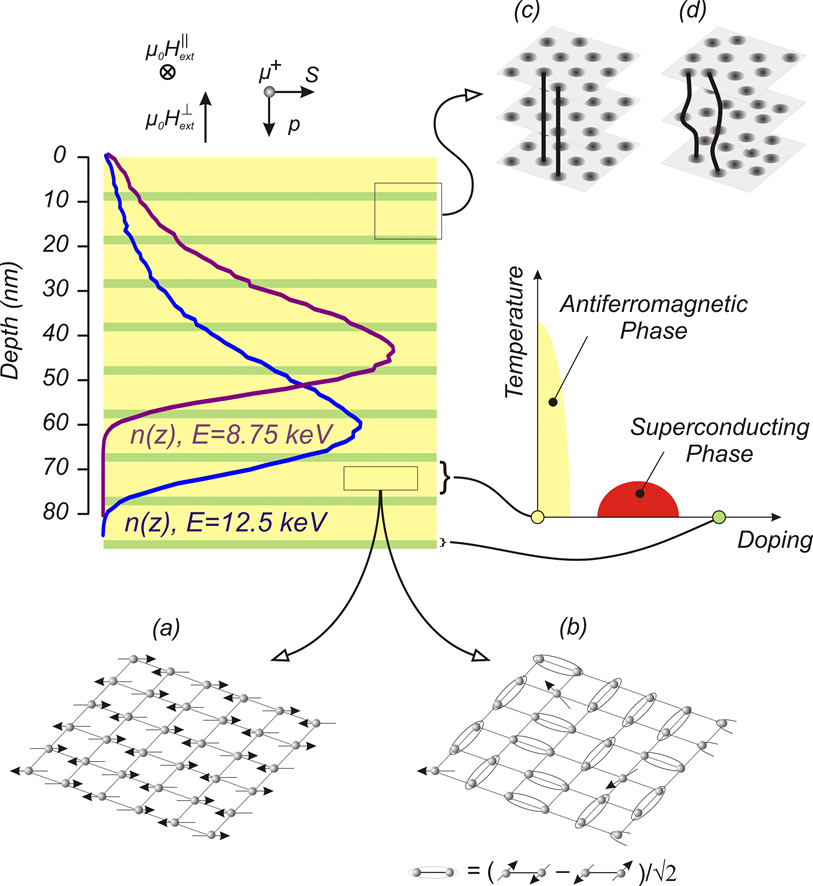 (c)
(d)
μ₀H∥ext
μ⁺
S
μ₀H⊥ext
p
0
10
20
30
40
50
60
70
80
Depth (nm)
n(z), E=8.75 keV
n(z), E=12.5 keV
Temperature
Antiferromagnetic
Phase
Superconducting
Phase
Doping
(a)
(b)
= ( − )/√2